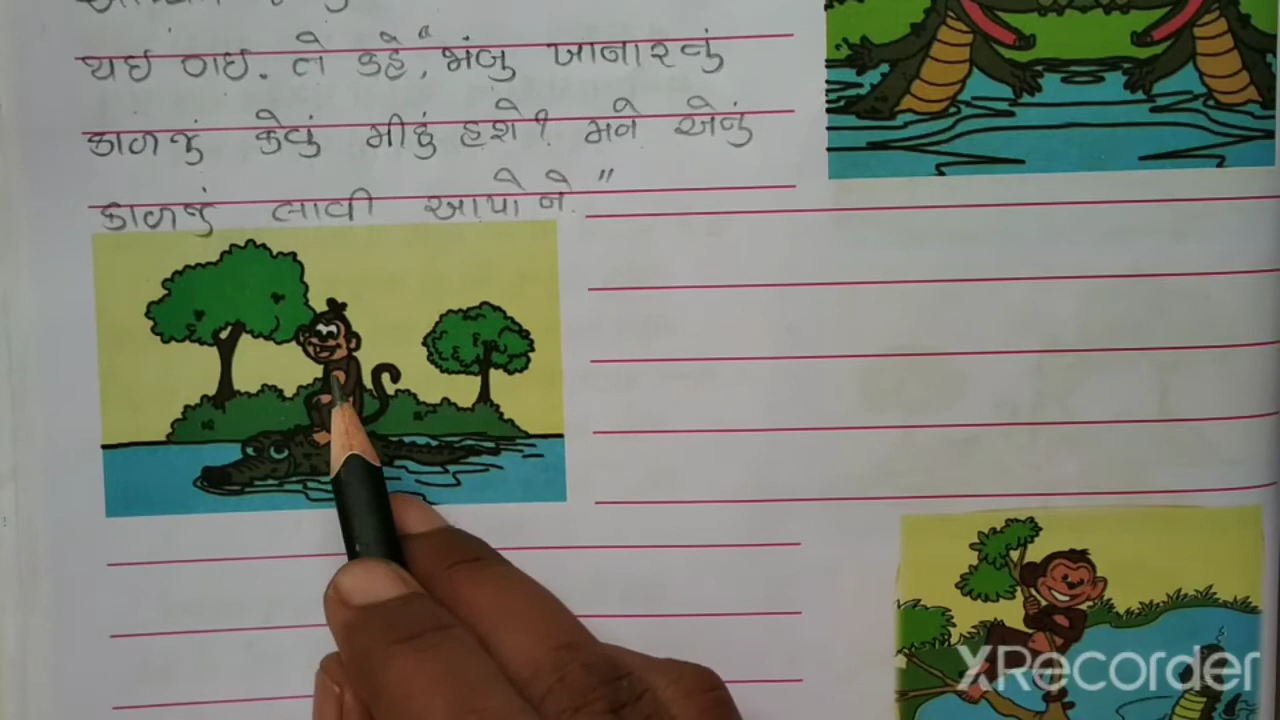 થઈ ગઈ. તે કહે, "જાંબુ ખાનારનું
કાળજું કેવું મીઠું હશે? મને એનું
કાળજું લાવી આપોને."
XRecorder